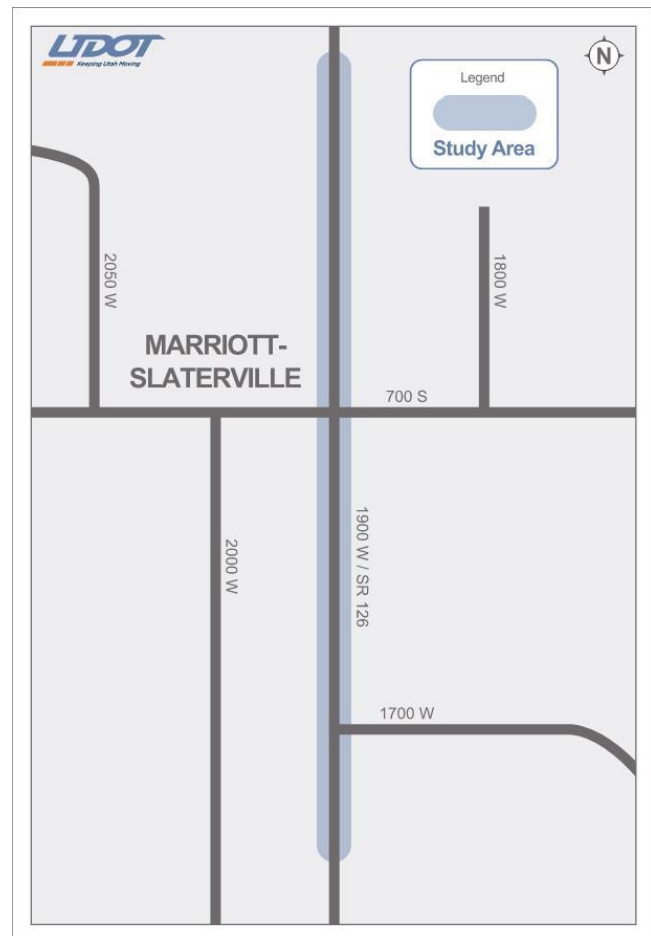 UDOT
Keeping Utah Moving
N
Legend
Study Area
2050 W
1800 W
MARRIOTT-
SLATERVILLE
700 S
2000 W
1900 W / SR 126
1700 W